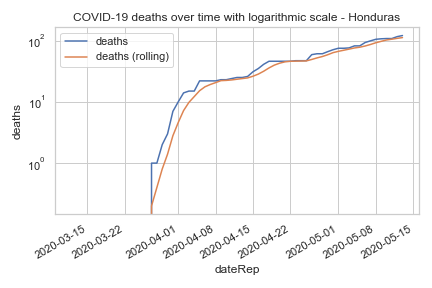 COVID-19 deaths over time with logarithmic scale - Honduras
deaths
deaths (rolling)
10²
10¹
10⁰
deaths
2020-03-15
2020-03-22
2020-04-01
2020-04-08
2020-04-15
2020-04-22
2020-05-01
2020-05-08
2020-05-15
dateRep